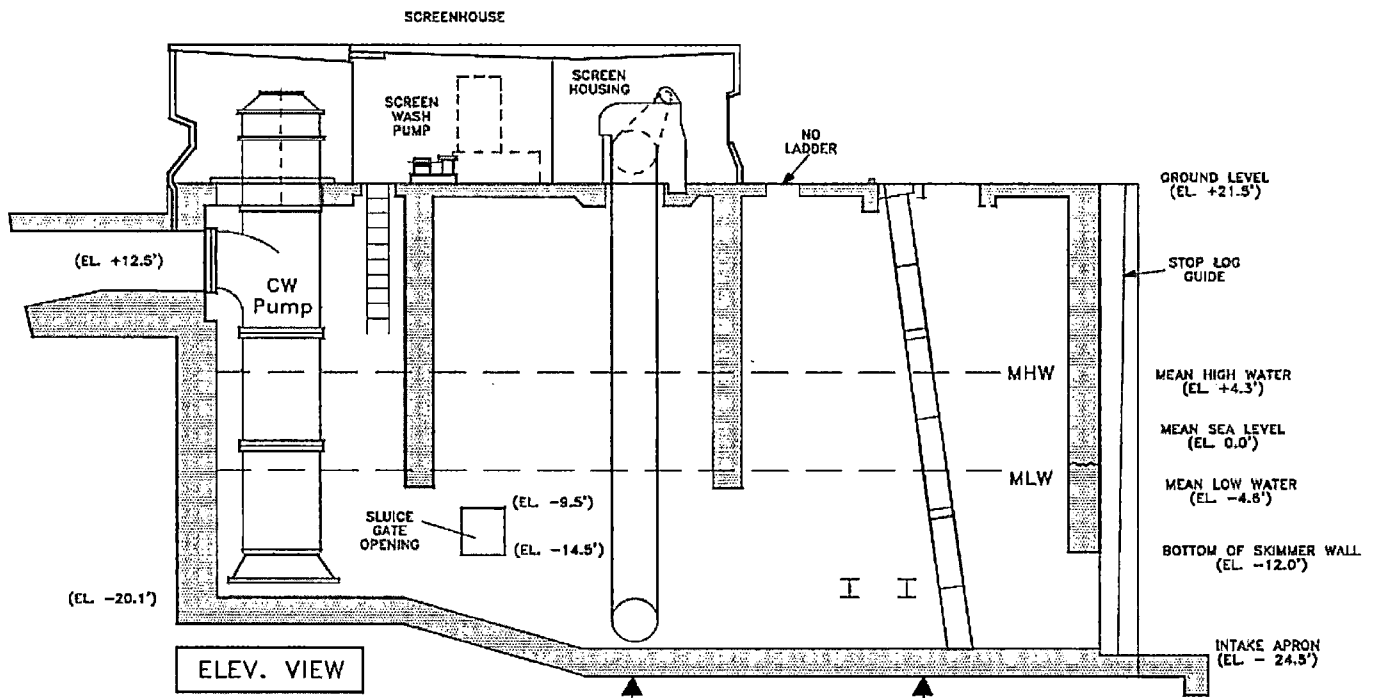 SCREENHOUSE
SCREEN
HOUSING
SCREEN
WASH
PUMP
NO
LADDER
GROUND LEVEL
(EL. +21.5')
(EL. +12.5')
CW
Pump
STOP LOG
GUIDE
MHW
MEAN HIGH WATER
(EL. +4.3')
MEAN SEA LEVEL
(EL. 0.0')
MLW
MEAN LOW WATER
(EL. -4.8')
(EL. -9.5')
SLUICE
GATE
OPENING
(EL. -14.5')
BOTTOM OF SKIMMER WALL
(EL. -12.0')
(EL. -20.1')
INTAKE APRON
(EL. - 24.5')
ELEV. VIEW